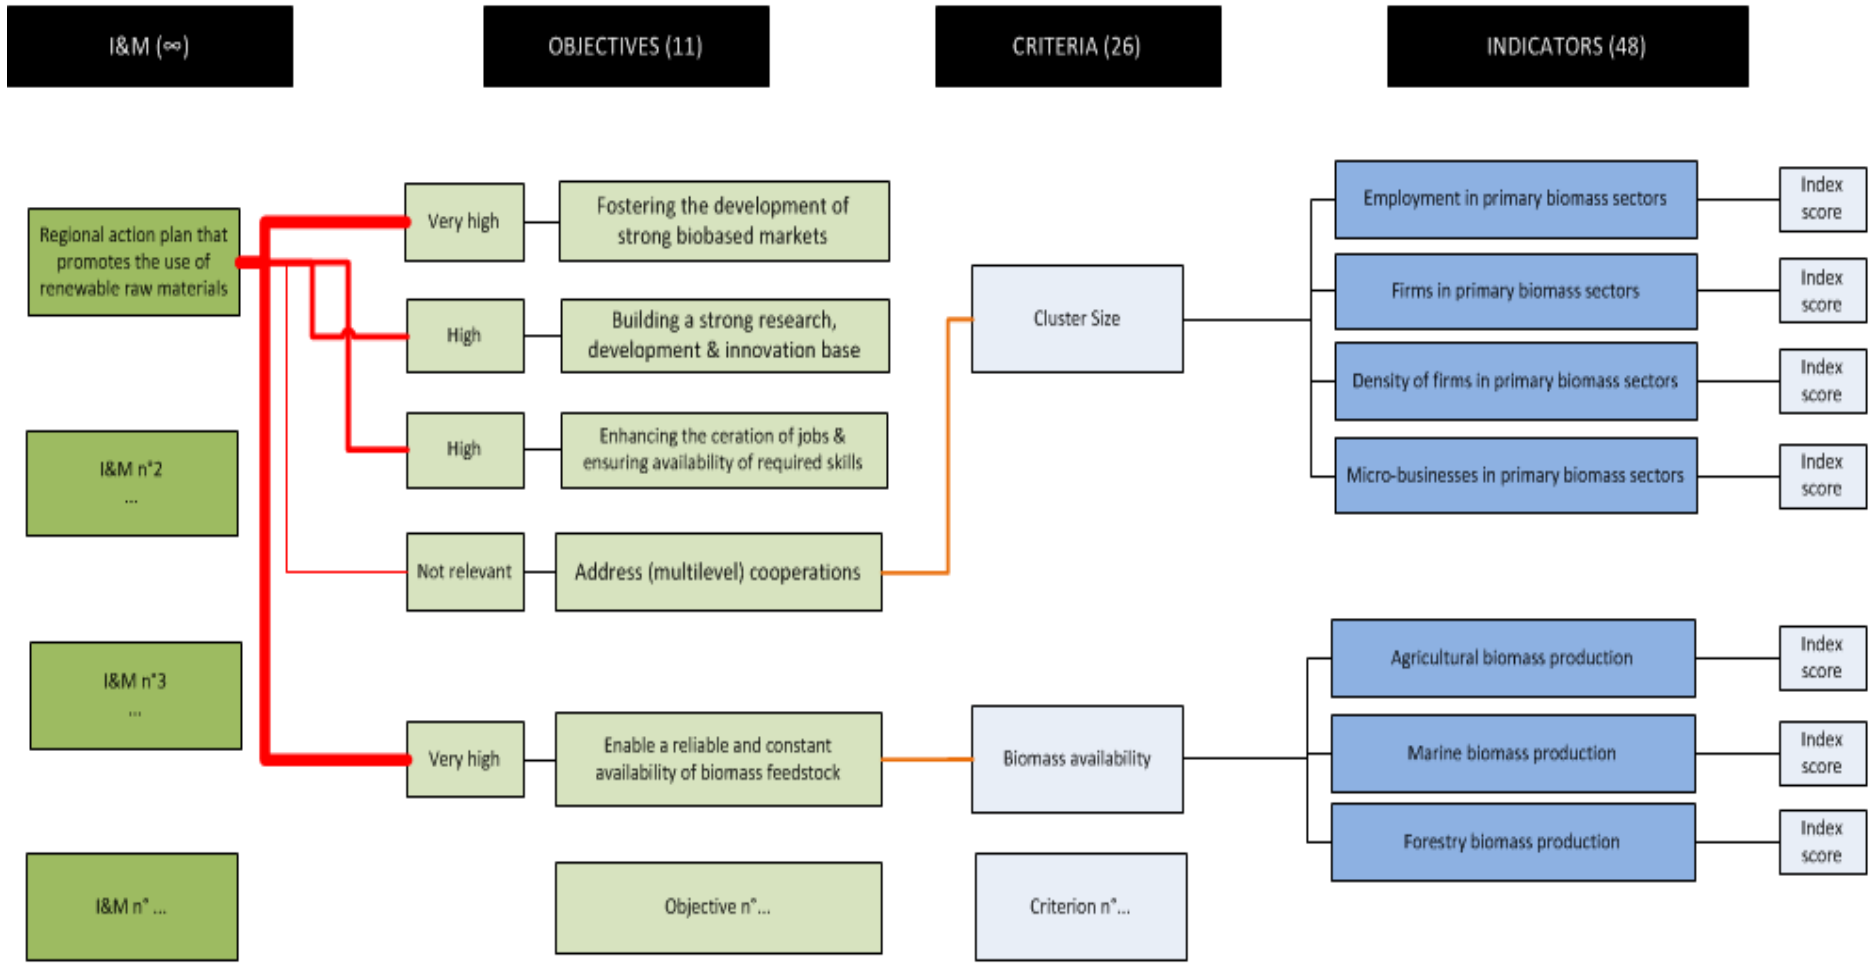 I&M (∞)
OBJECTIVES (11)
CRITERIA (26)
INDICATORS (48)
Regional action plan that
promotes the use of
renewable raw materials
I&M n°2
...
I&M n°3
...
I&M n° ...
Very high
Fostering the development of
strong biobased markets
High
Building a strong research,
development & innovation base
High
Enhancing the ceration of jobs &
ensuring availability of required skills
Not relevant
Address (multilevel) cooperations
Very high
Enable a reliable and constant
availability of biomass feedstock
Objective n°...
Cluster Size
Biomass availability
Criterion n°...
Employment in primary biomass sectors
Index
score
Firms in primary biomass sectors
Index
score
Density of firms in primary biomass sectors
Index
score
Micro-businesses in primary biomass sectors
Index
score
Agricultural biomass production
Index
score
Marine biomass production
Index
score
Forestry biomass production
Index
score